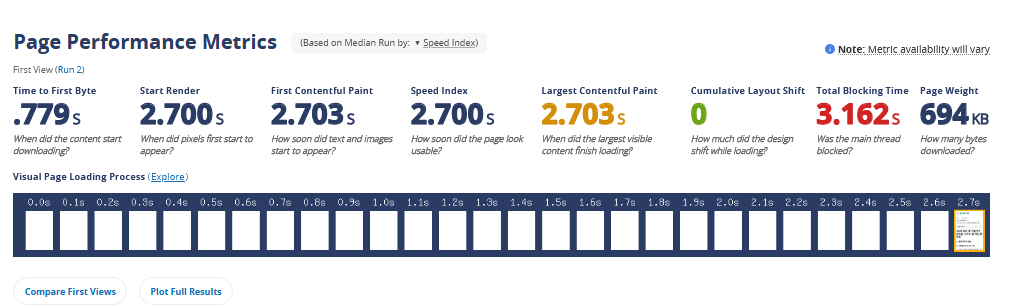 Page Performance Metrics (Based on Median Run by: ▼ Speed Index)
Note: Metric availability will vary
First View (Run 2)
Time to First Byte
.779s
When did the content start
downloading?
Start Render
2.700s
When did pixels first start to
appear?
First Contentful Paint
2.703s
How soon did text and images
start to appear?
Speed Index
2.700s
How soon did the page look
usable?
Largest Contentful Paint
2.703s
When did the largest visible
content finish loading?
Cumulative Layout Shift
0
How much did the design
shift while loading?
Total Blocking Time
3.162s
Was the main thread
blocked?
Page Weight
694KB
How many bytes
downloaded?
Visual Page Loading Process (Explore)
0.0s 0.1s 0.2s 0.3s 0.4s 0.5s 0.6s 0.7s 0.8s 0.9s 1.0s 1.1s 1.2s 1.3s 1.4s 1.5s 1.6s 1.7s 1.8s 1.9s 2.0s 2.1s 2.2s 2.3s 2.4s 2.5s 2.6s 2.7s
Compare First Views Plot Full Results